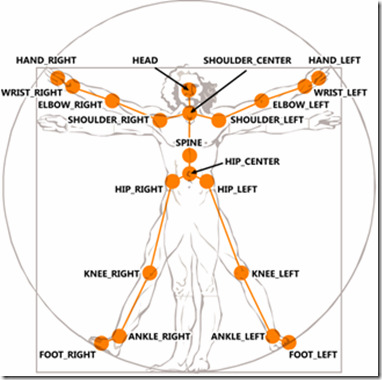 HAND_RIGHT
HEAD
SHOULDER_CENTER
HAND_LEFT
WRIST_RIGHT
WRIST_LEFT
ELBOW_RIGHT
ELBOW_LEFT
SHOULDER_RIGHT
SHOULDER_LEFT
SPINE
HIP_CENTER
HIP_RIGHT
HIP_LEFT
KNEE_RIGHT
KNEE_LEFT
ANKLE_RIGHT
ANKLE_LEFT
FOOT_RIGHT
FOOT_LEFT